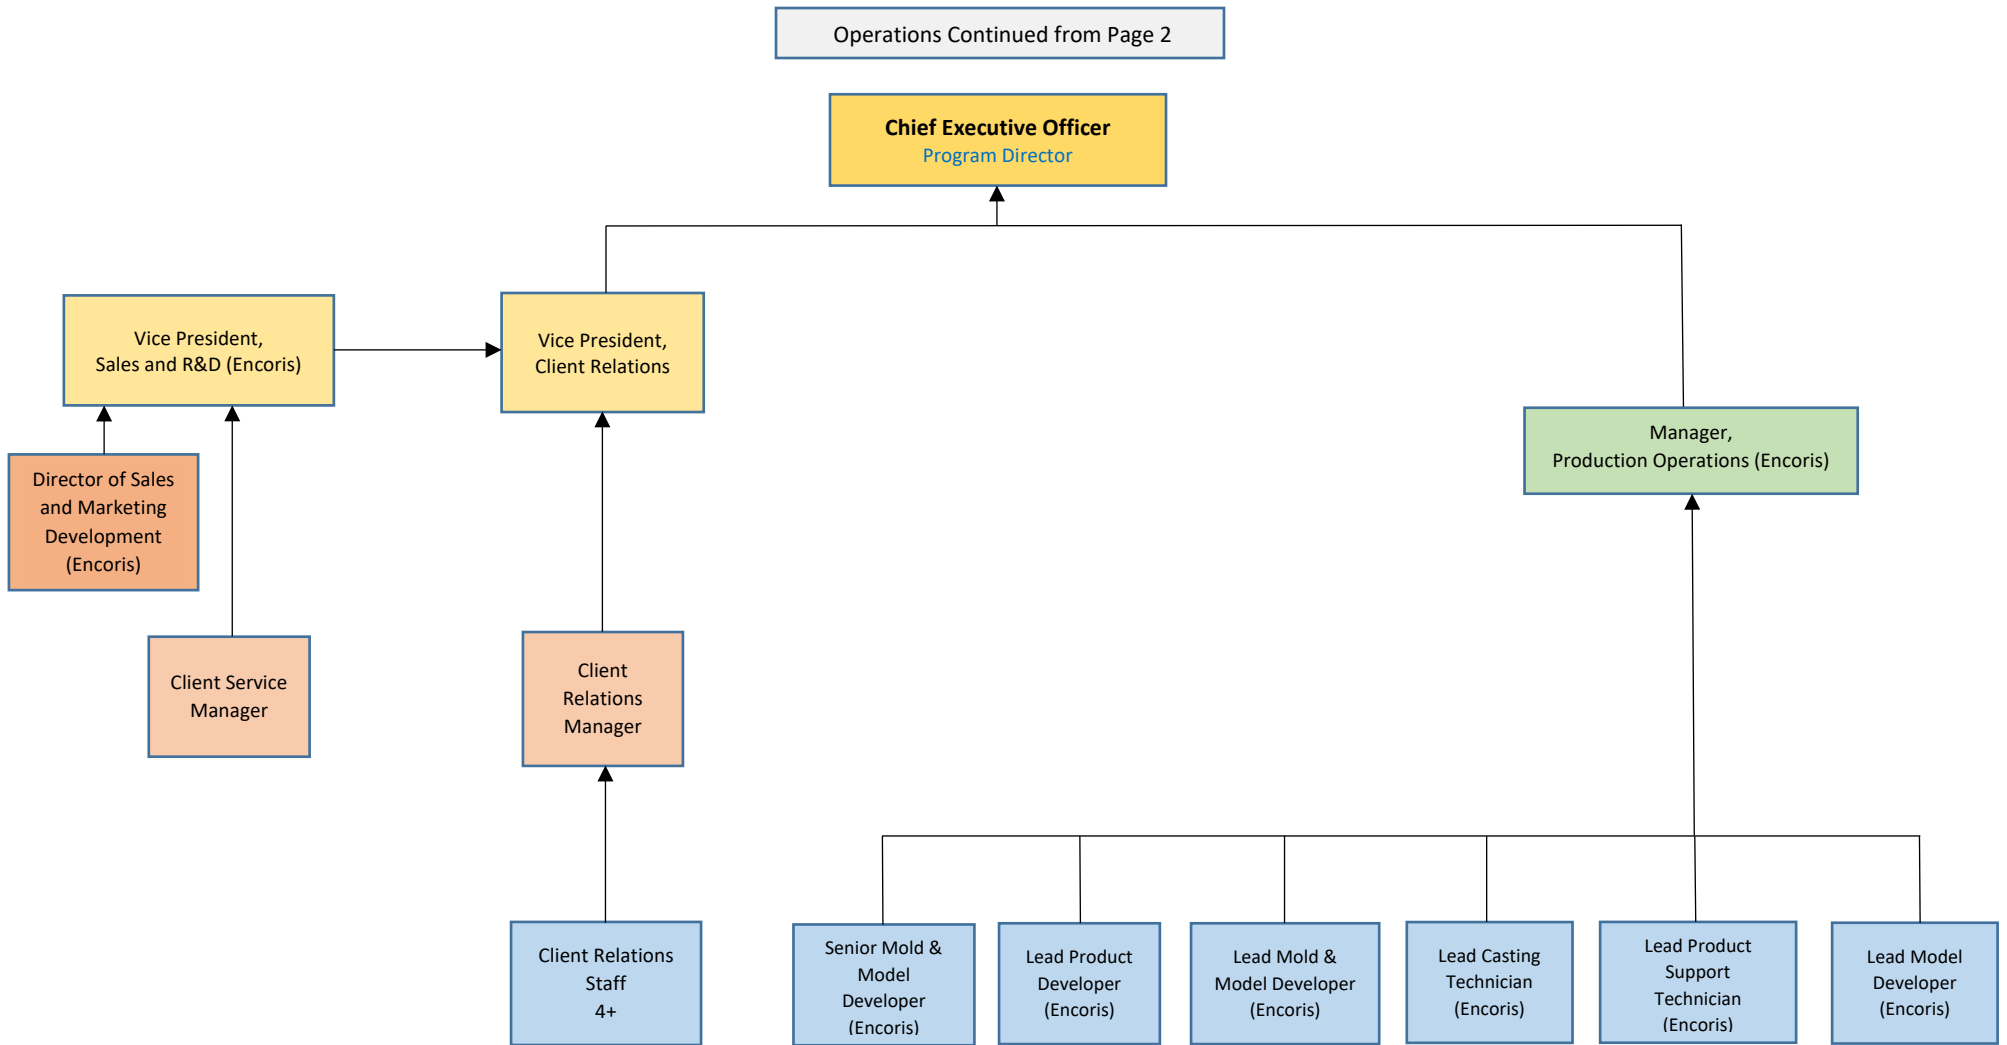 Operations Continued from Page 2
Chief Executive Officer
Program Director
Vice President,
Sales and R&D (Encoris)
Vice President,
Client Relations
Manager,
Production Operations (Encoris)
Director of Sales
and Marketing
Development
(Encoris)
Client Service
Manager
Client
Relations
Manager
Client Relations
Staff
4+
Senior Mold &
Model
Developer
(Encoris)
Lead Product
Developer
(Encoris)
Lead Mold &
Model Developer
(Encoris)
Lead Casting
Technician
(Encoris)
Lead Product
Support
Technician
(Encoris)
Lead Model
Developer
(Encoris)